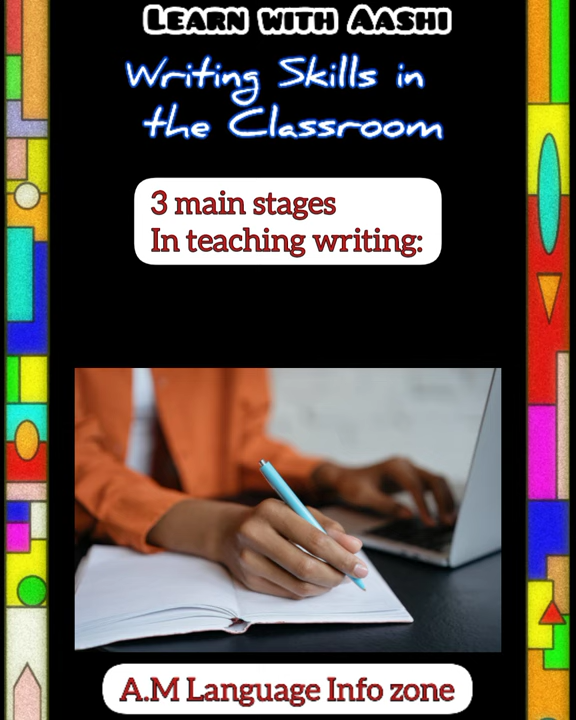 LEARN WITH AASHI
Writing Skills in
the Classroom
3 main stages
In teaching writing:
A.M Language Info zone